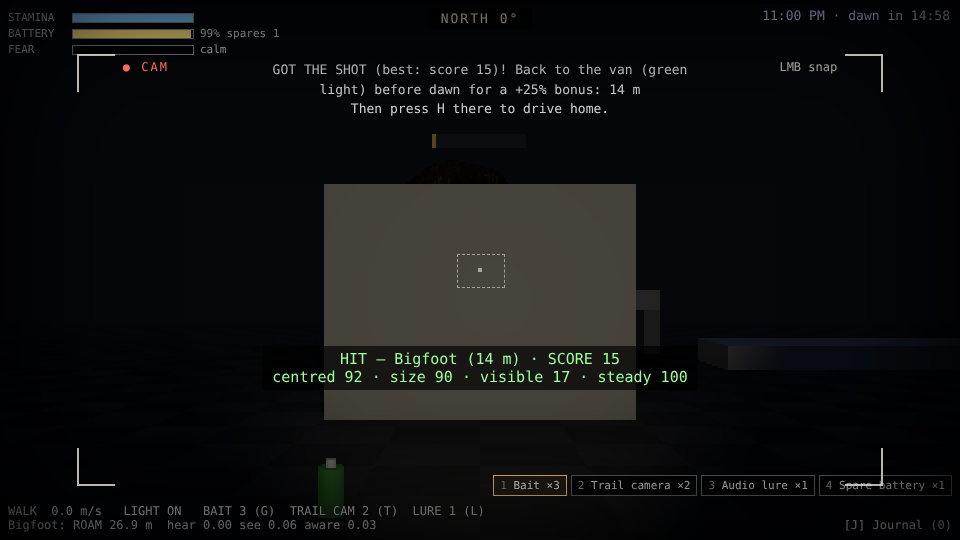 STAMINA
BATTERY 99% spares 1
FEAR calm
NORTH 0°
11:00 PM · dawn in 14:58
● CAM
LMB snap
GOT THE SHOT (best: score 15)! Back to the van (green
light) before dawn for a +25% bonus: 14 m
Then press H there to drive home.
HIT — Bigfoot (14 m) · SCORE 15
centred 92 · size 90 · visible 17 · steady 100
1 Bait ×3
2 Trail camera ×2
3 Audio lure ×1
4 Spare battery ×1
WALK 0.0 m/s LIGHT ON BAIT 3 (G) TRAIL CAM 2 (T) LURE 1 (L)
Bigfoot: ROAM 26.9 m hear 0.00 see 0.06 aware 0.03
[J] Journal (0)